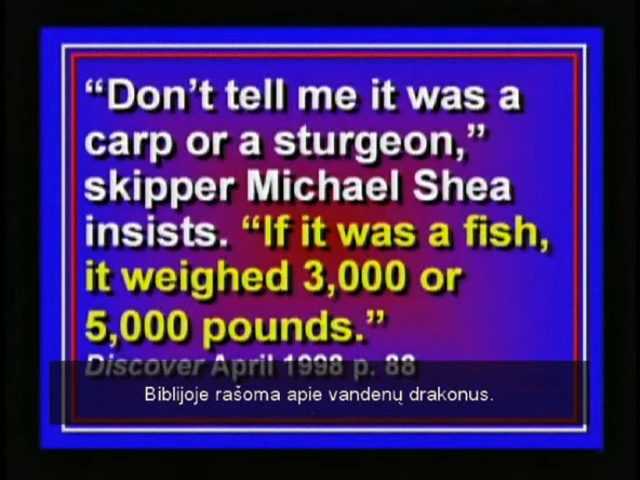 “Don’t tell me it was a
carp or a sturgeon,”
skipper Michael Shea
insists. “If it was a fish,
it weighed 3,000 or
5,000 pounds.”
Discover April 1998 p. 88
Biblijoje rašoma apie vandenų drakonus.